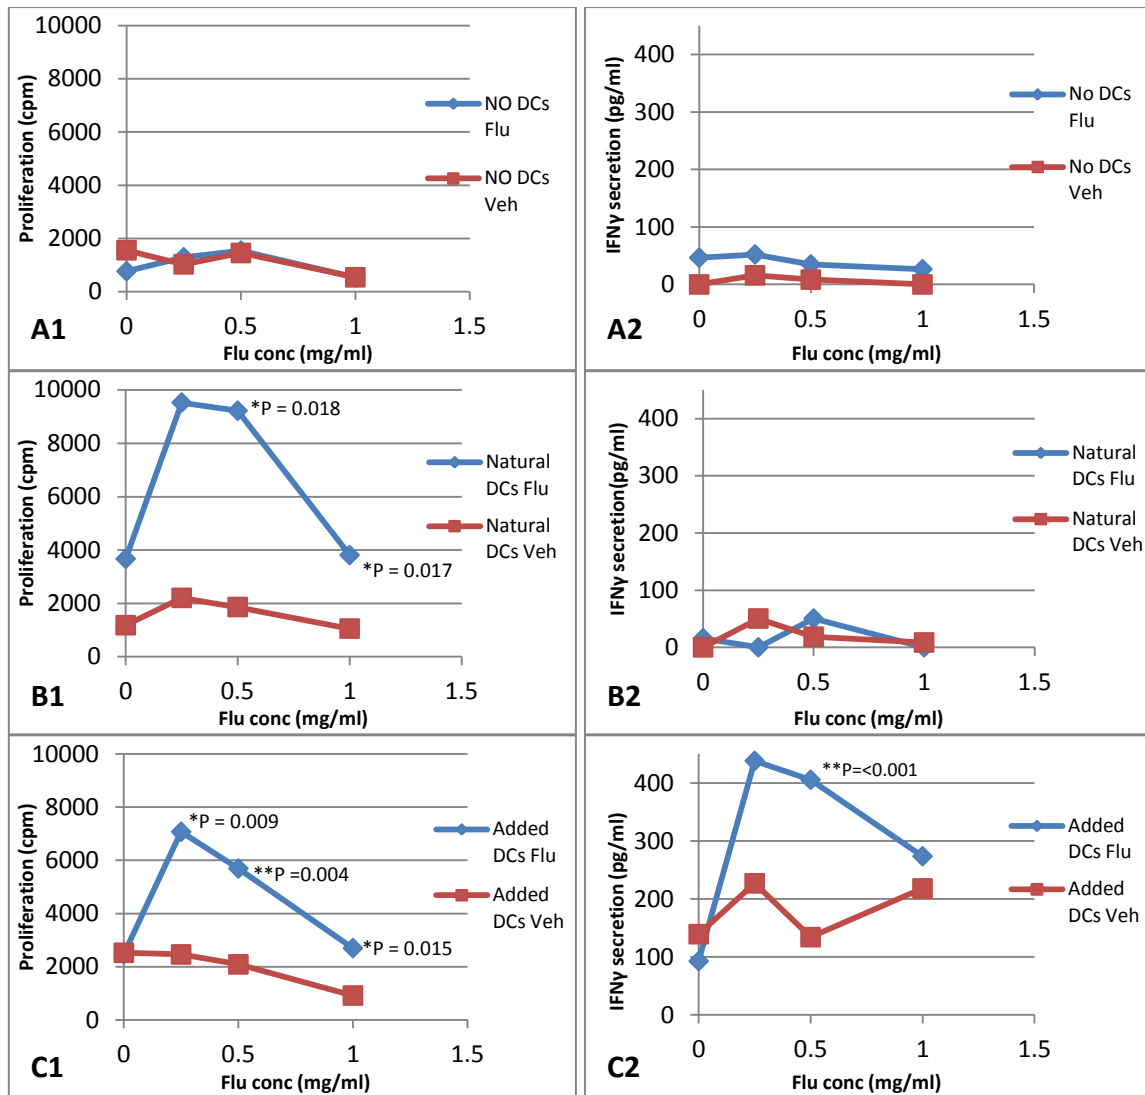 10000
8000
6000
4000
2000
0
Proliferation (cpm)
0
0.5
1
1.5
Flu conc (mg/ml)
NO DCs
Flu
NO DCs
Veh
A1
400
300
200
100
0
IFNγ secretion (pg/ml)
0
0.5
1
1.5
Flu conc (mg/ml)
No DCs
Flu
No DCs
Veh
A2
10000
8000
6000
4000
2000
0
Proliferation (cpm)
*P = 0.018
*P = 0.017
0
0.5
1
1.5
Flu conc (mg/ml)
Natural
DCs Flu
Natural
DCs Veh
B1
400
300
200
100
0
IFNγ secretion(pg/ml)
0
0.5
1
1.5
Flu conc (mg/ml)
Natural
DCs Flu
Natural
DCs Veh
B2
10000
8000
6000
4000
2000
0
Proliferation (cpm)
*P = 0.009
**P =0.004
*P = 0.015
0
0.5
1
1.5
Flu conc (mg/ml)
Added
DCs Flu
Added
DCs Veh
C1
400
300
200
100
0
IFNγ secretion (pg/ml)
**P=<0.001
0
0.5
1
1.5
Flu conc (mg/ml)
Added
DCs Flu
Added
DCs Veh
C2